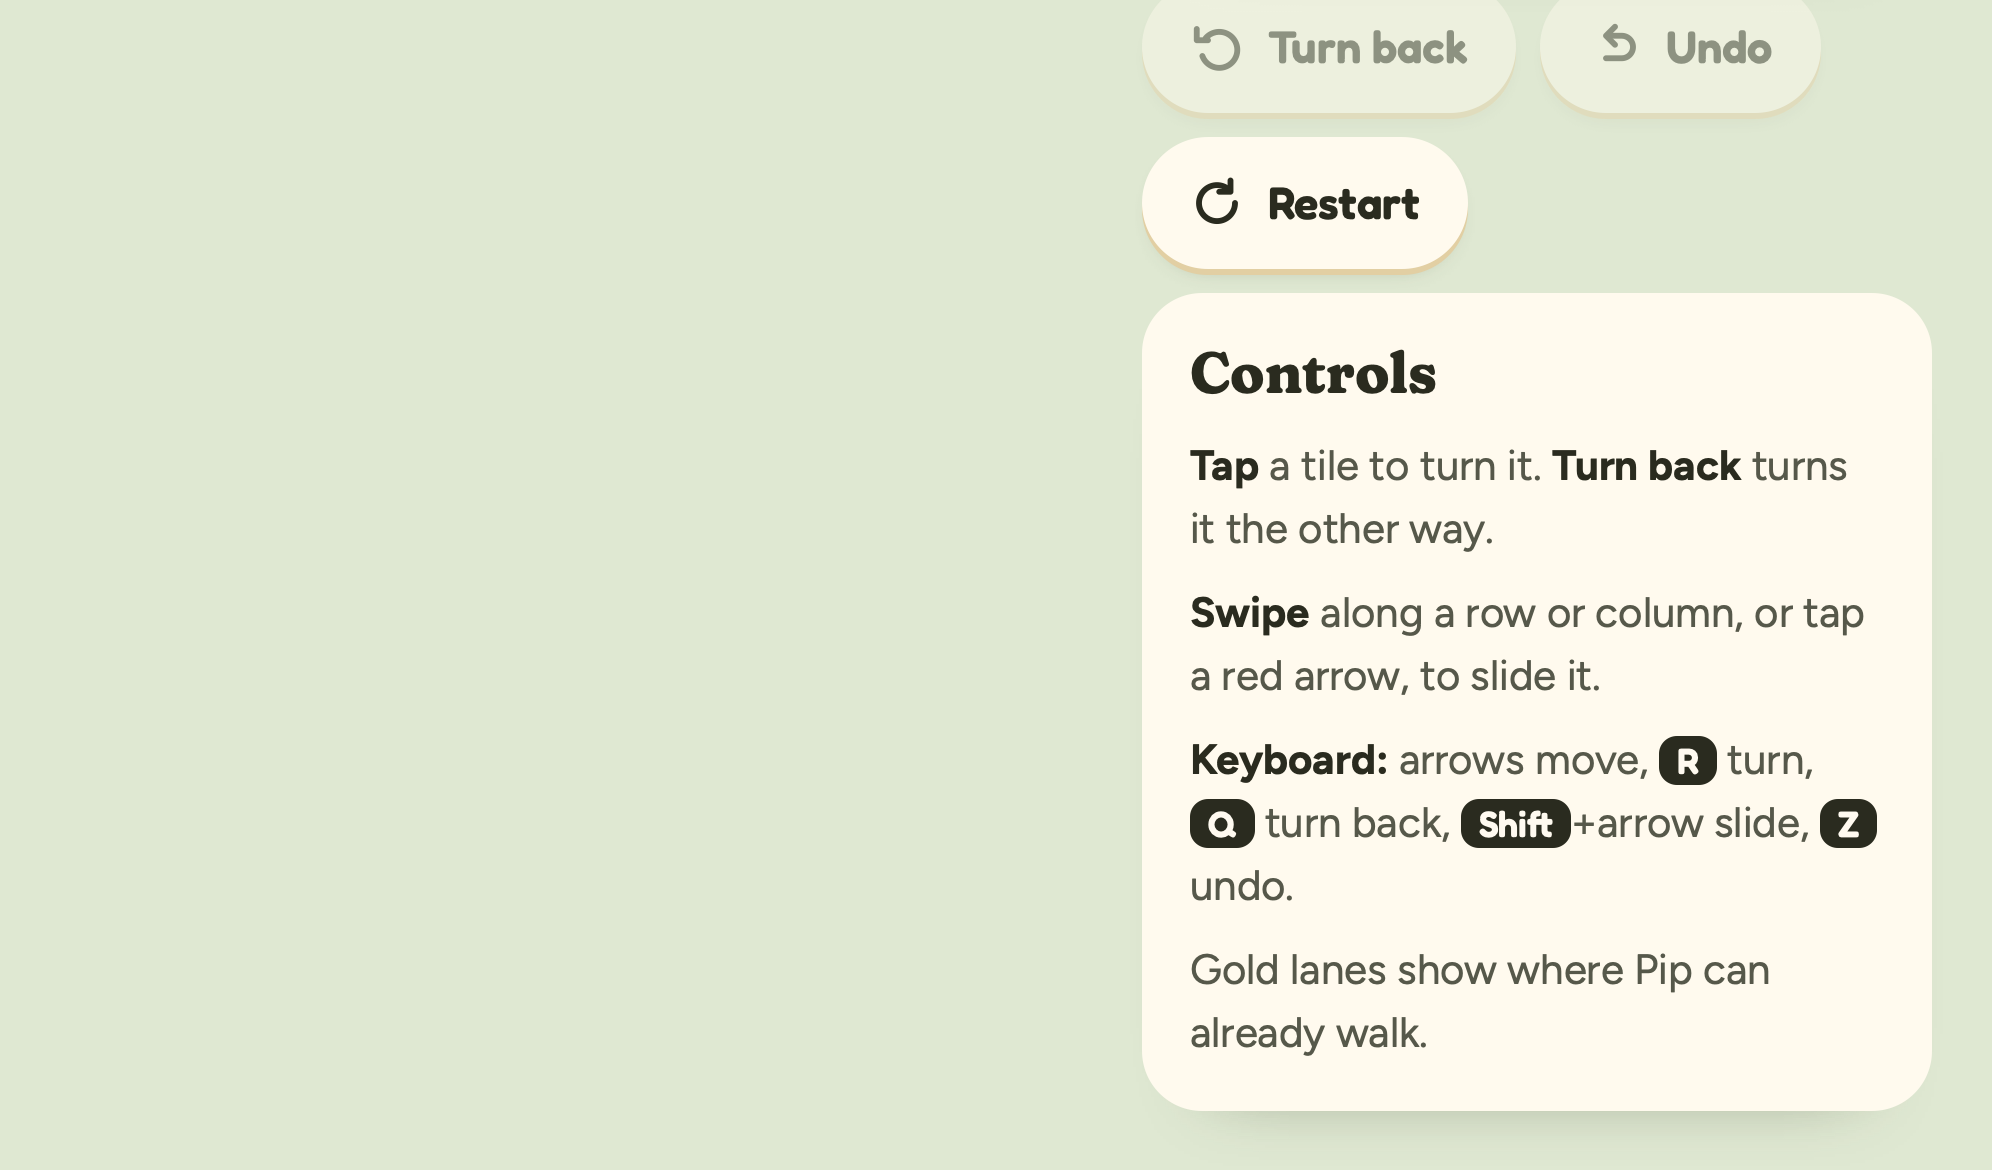 Turn back
Undo
Restart
Controls
Tap a tile to turn it. Turn back turns
it the other way.
Swipe along a row or column, or tap
a red arrow, to slide it.
Keyboard: arrows move, R turn,
Q turn back, Shift+arrow slide, Z
undo.
Gold lanes show where Pip can
already walk.